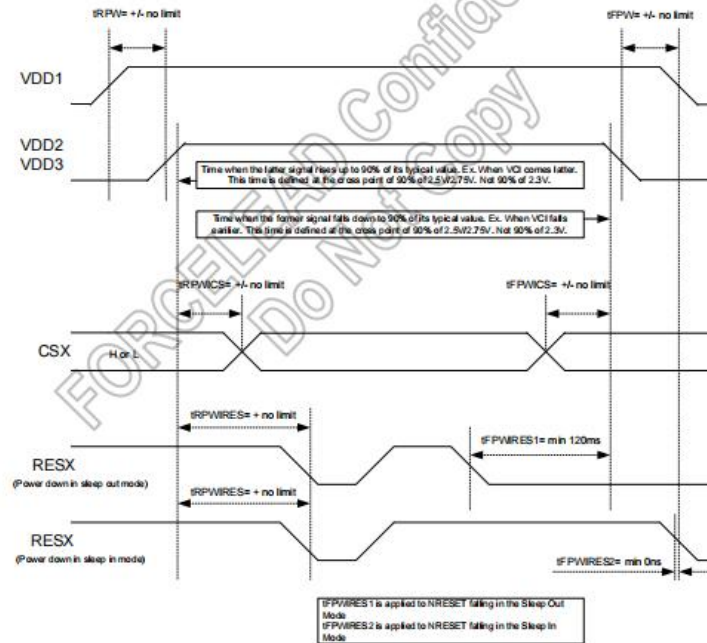 tRPW= +/- no limit
tFPW= +/- no limit
VDD1
VDD2
VDD3
Time when the latter signal rises up to 90% of its typical value. Ex. When VCI comes latter.
This time is defined at the cross point of 90% of 2.5V/2.75V. Not 90% of 2.3V.
Time when the former signal falls down to 90% of its typical value. Ex. When VCI falls
earlier. This time is defined at the cross point of 90% of 2.5V/2.75V. Not 90% of 2.3V.
tRPWICS= +/- no limit
tFPWICS= +/- no limit
CSX
H or L
tRPWIRES= + no limit
tFPWIRES1= min 120ms
RESX
(Power down in sleep out mode)
tRPWIRES= + no limit
RESX
(Power down in sleep in mode)
tFPWIRES2= min 0ns
tFPWIRES1 is applied to NRESET falling in the Sleep Out
Mode
tFPWIRES2 is applied to NRESET falling in the Sleep In
Mode
FORCELEAD Confide
Do Not Copy